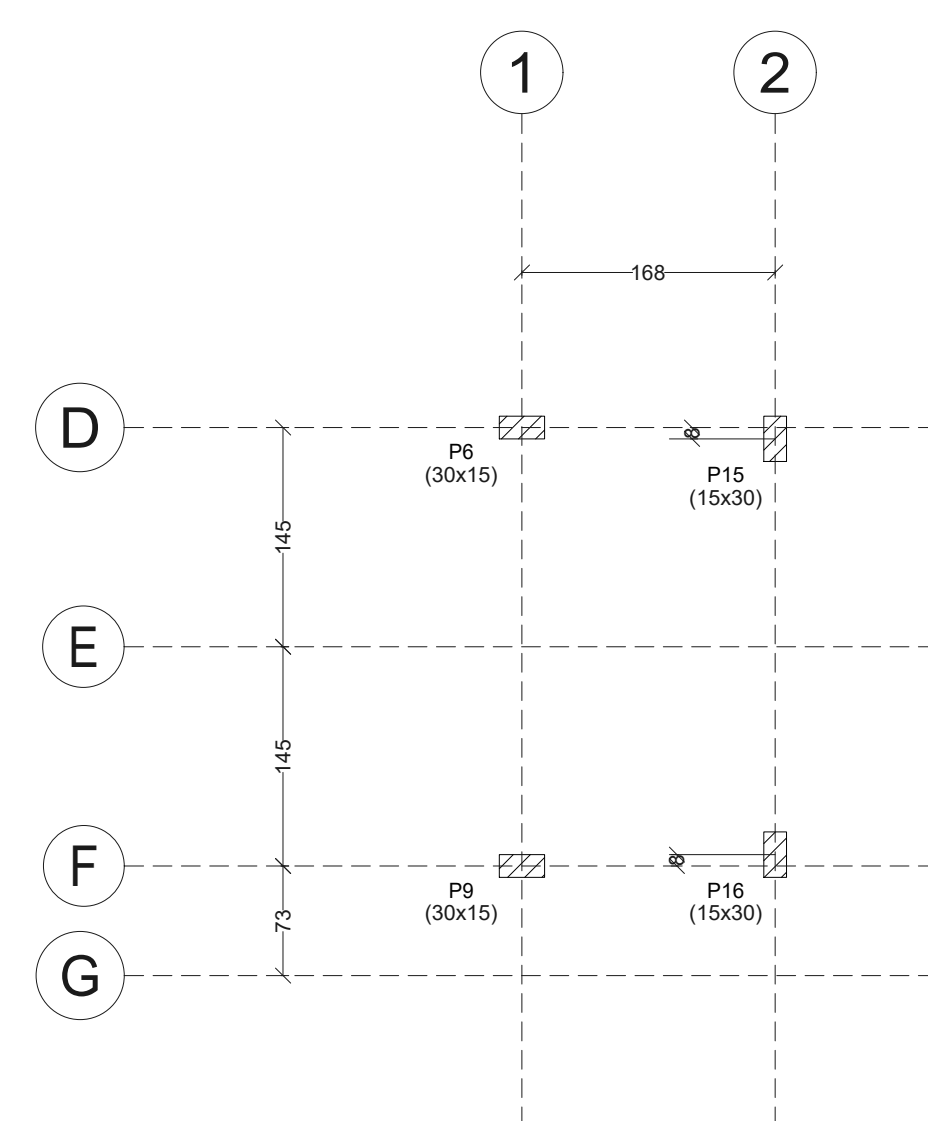 1
2
168
D
8
P6
(30x15)
P15
(15x30)
145
E
145
F
8
P9
(30x15)
P16
(15x30)
73
G